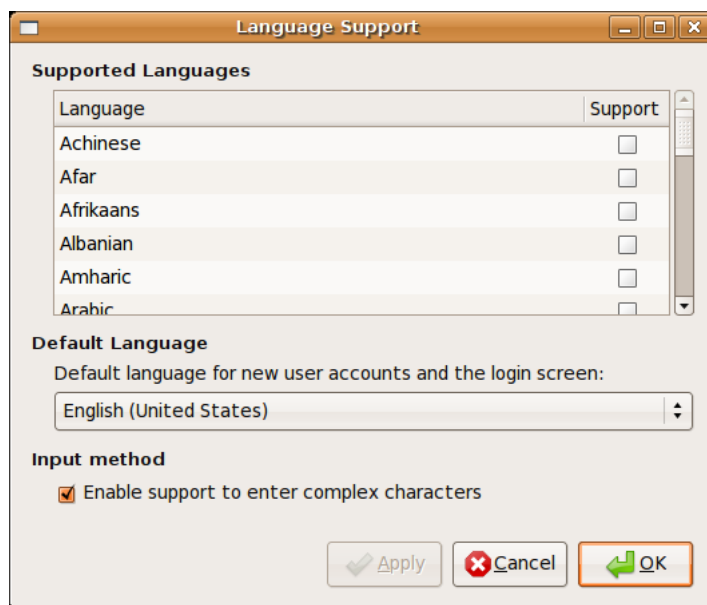 Language Support
Supported Languages
Language Support
Achinese
Afar
Afrikaans
Albanian
Amharic
Arabic
Default Language
Default language for new user accounts and the login screen:
English (United States)
Input method
Enable support to enter complex characters
Apply Cancel OK